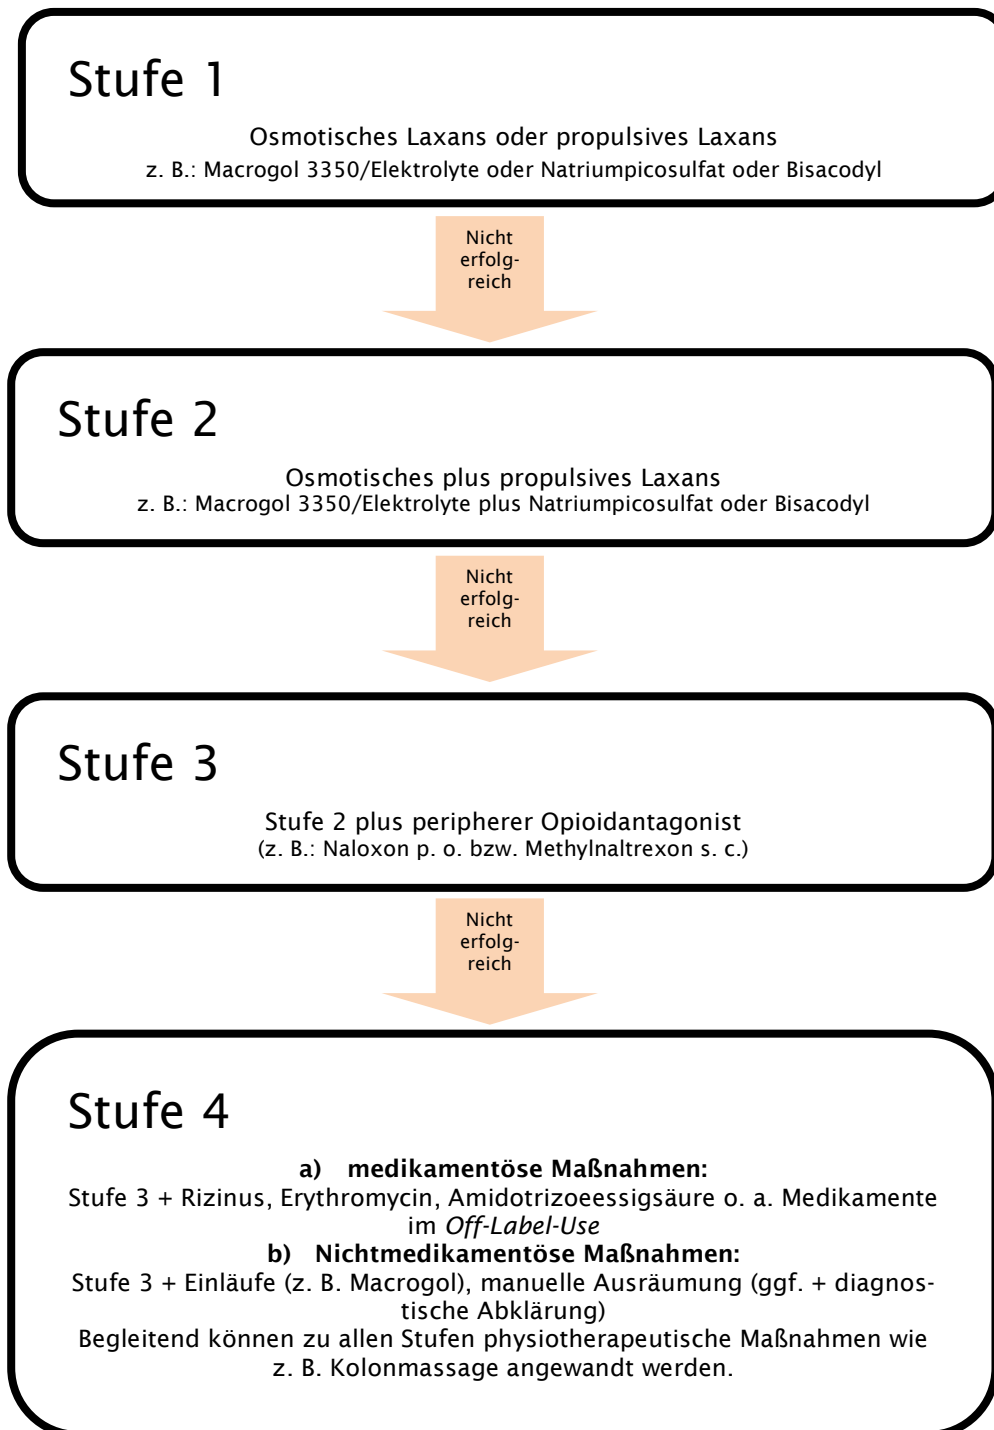 Stufe 1
Osmotisches Laxans oder propulsives Laxans
z. B.: Macrogol 3350/Elektrolyte oder Natriumpicosulfat oder Bisacodyl
Nicht
erfolg-
reich
Stufe 2
Osmotisches plus propulsives Laxans
z. B.: Macrogol 3350/Elektrolyte plus Natriumpicosulfat oder Bisacodyl
Nicht
erfolg-
reich
Stufe 3
Stufe 2 plus peripherer Opioidantagonist
(z. B.: Naloxon p. o. bzw. Methylnaltrexon s. c.)
Nicht
erfolg-
reich
Stufe 4
a) medikamentöse Maßnahmen:
Stufe 3 + Rizinus, Erythromycin, Amidotrizoeessigsäure o. a. Medikamente
im Off-Label-Use
b) Nichtmedikamentöse Maßnahmen:
Stufe 3 + Einläufe (z. B. Macrogol), manuelle Ausräumung (ggf. + diagnos-
tische Abklärung)
Begleitend können zu allen Stufen physiotherapeutische Maßnahmen wie
z. B. Kolonmassage angewandt werden.